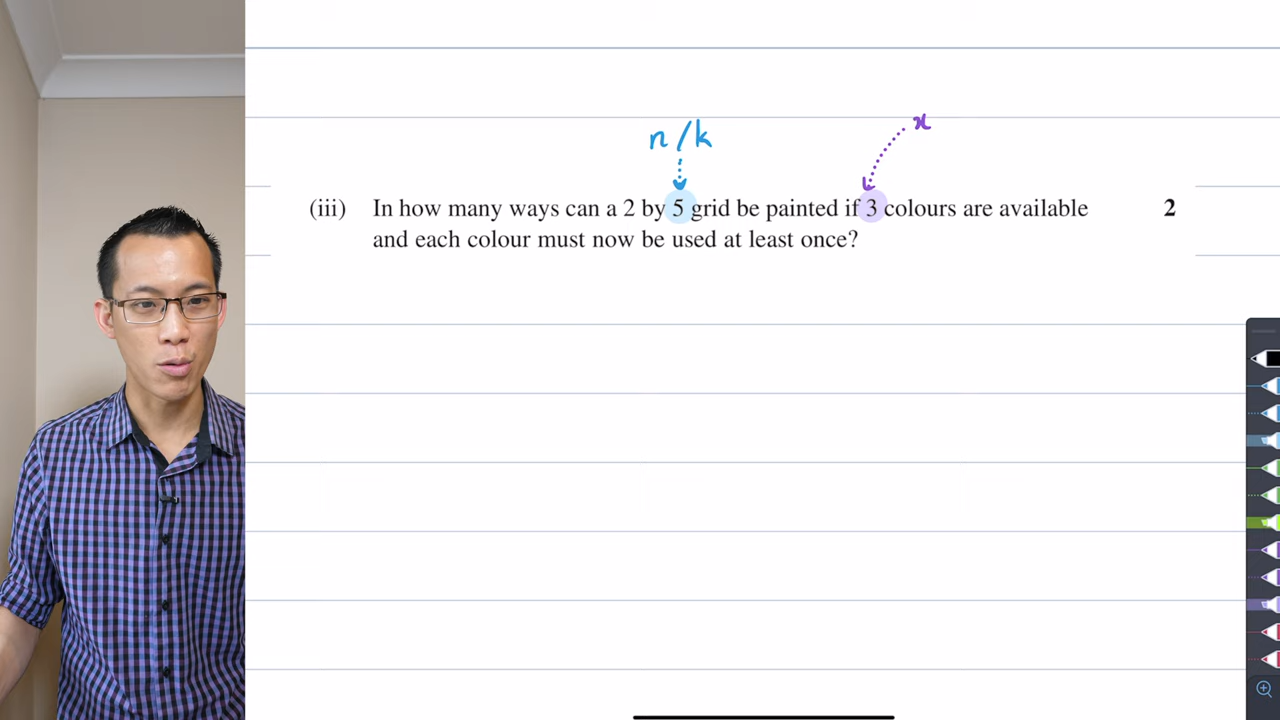 n/k
x
(iii) In how many ways can a 2 by 5 grid be painted if 3 colours are available 2
and each colour must now be used at least once?